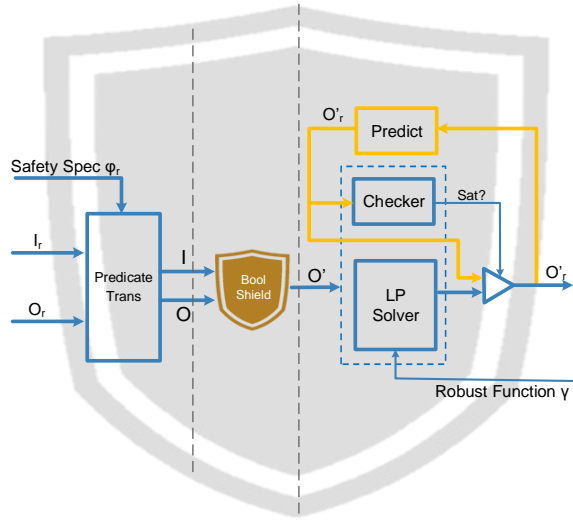 O'r
Predict
Safety Spec φr
Checker
Sat?
Ir
Predicate
Trans
I
O
Bool
Shield
O'
LP
Solver
O'r
Or
Robust Function γ